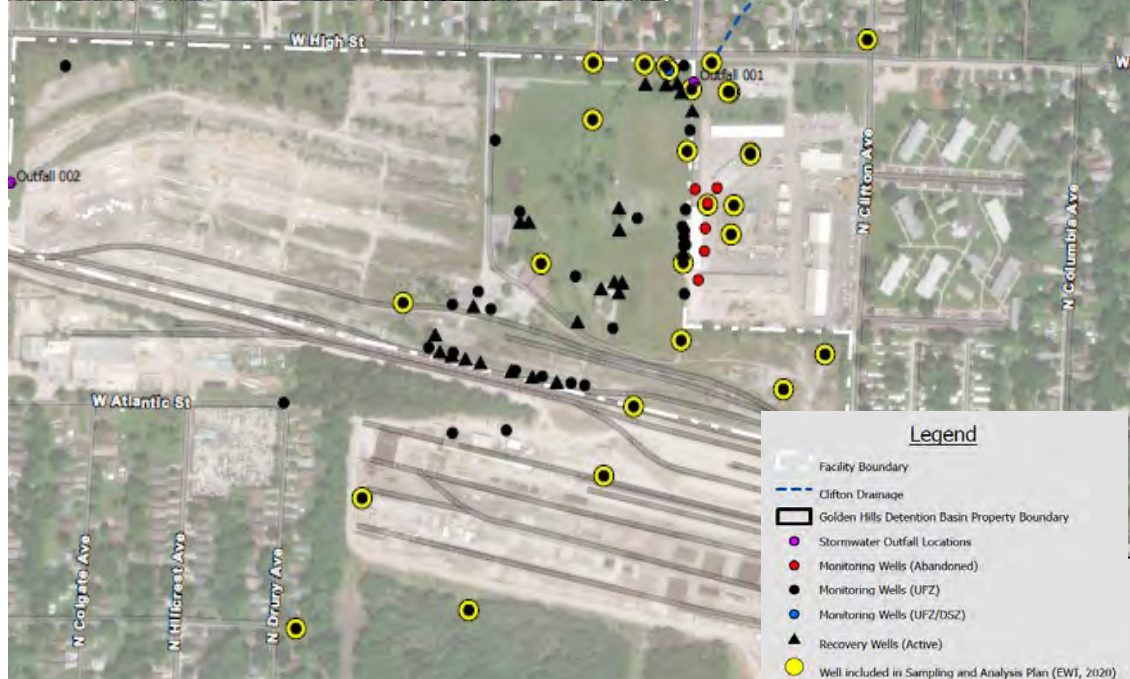 W High St
W
Outfall 001
Outfall 002
N Clifton Ave
N Columbia Ave
W Atlantic St
N Colgate Ave
N Hillcrest Ave
N Drury Ave
Legend
Facility Boundary
Clifton Drainage
Golden Hills Detention Basin Property Boundary
Stormwater Outfall Locations
Monitoring Wells (Abandoned)
Monitoring Wells (UFZ)
Monitoring Wells (UFZ/DSZ)
Recovery Wells (Active)
Well included in Sampling and Analysis Plan (EWI, 2020)